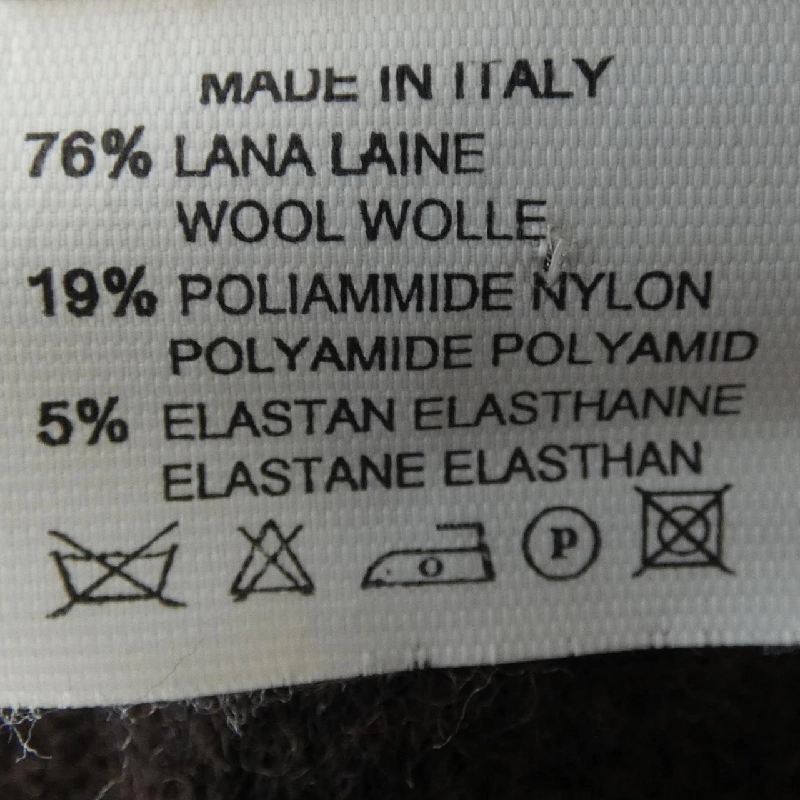 MADE IN ITALY
76% LANA LAINE
WOOL WOLLE
19% POLIAMMIDE NYLON
POLYAMIDE POLYAMID
5% ELASTAN ELASTHANNE
ELASTANE ELASTHAN
P